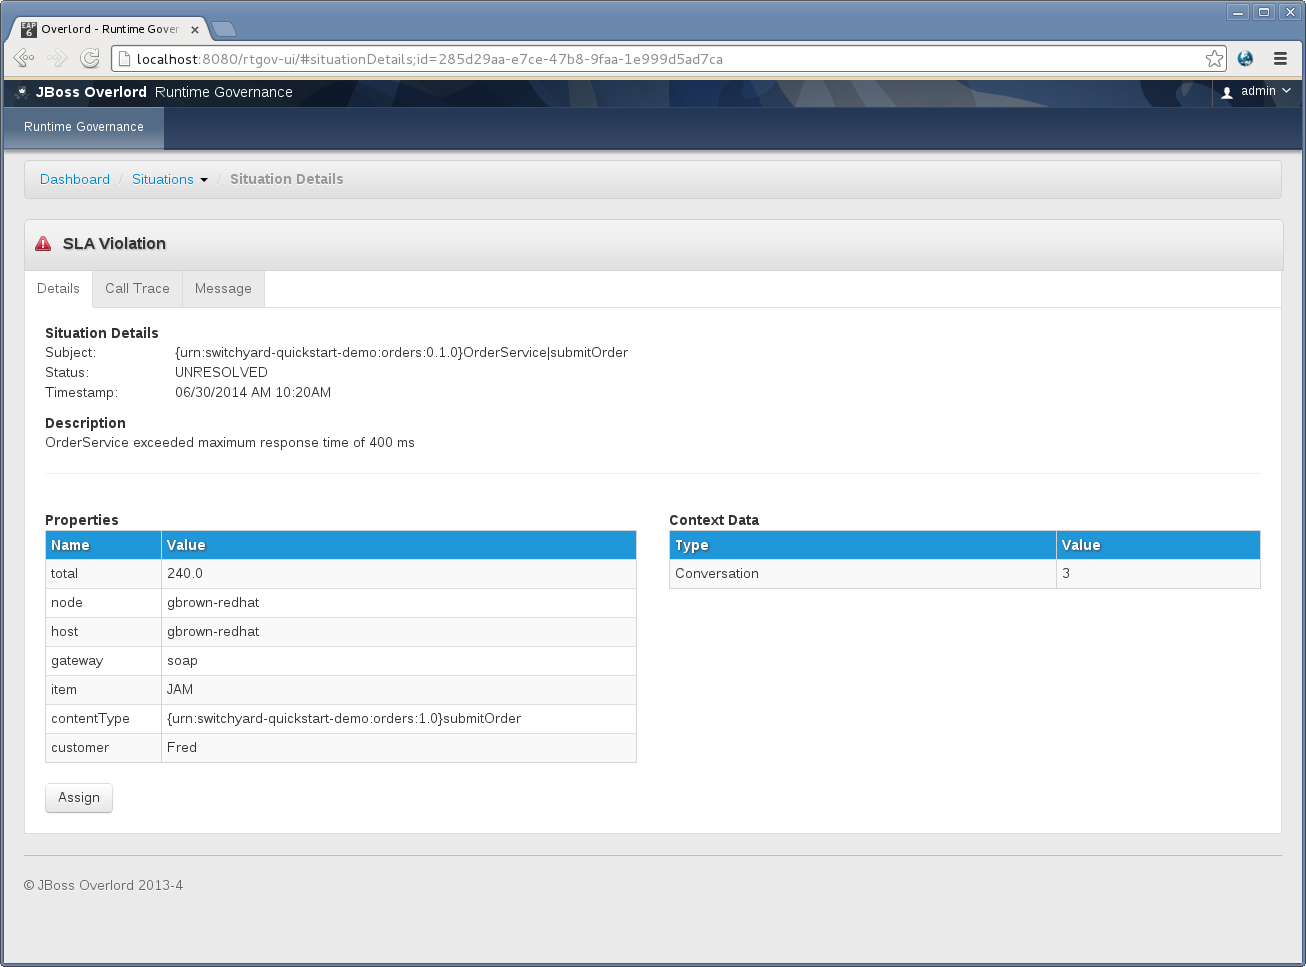 EAP 6
Overlord - Runtime Gover
localhost:8080/rtgov-ui/#situationDetails;id=285d29aa-e7ce-47b8-9faa-1e999d5ad7ca
JBoss Overlord Runtime Governance admin
Runtime Governance
Dashboard / Situations / Situation Details
SLA Violation
Details Call Trace Message
Situation Details
Subject: {urn:switchyard-quickstart-demo:orders:0.1.0}OrderService|submitOrder
Status: UNRESOLVED
Timestamp: 06/30/2014 AM 10:20AM
Description
OrderService exceeded maximum response time of 400 ms
Properties
Name Value
total 240.0
node gbrown-redhat
host gbrown-redhat
gateway soap
item JAM
contentType {urn:switchyard-quickstart-demo:orders:1.0}submitOrder
customer Fred
Context Data
Type Value
Conversation 3
Assign
© JBoss Overlord 2013-4